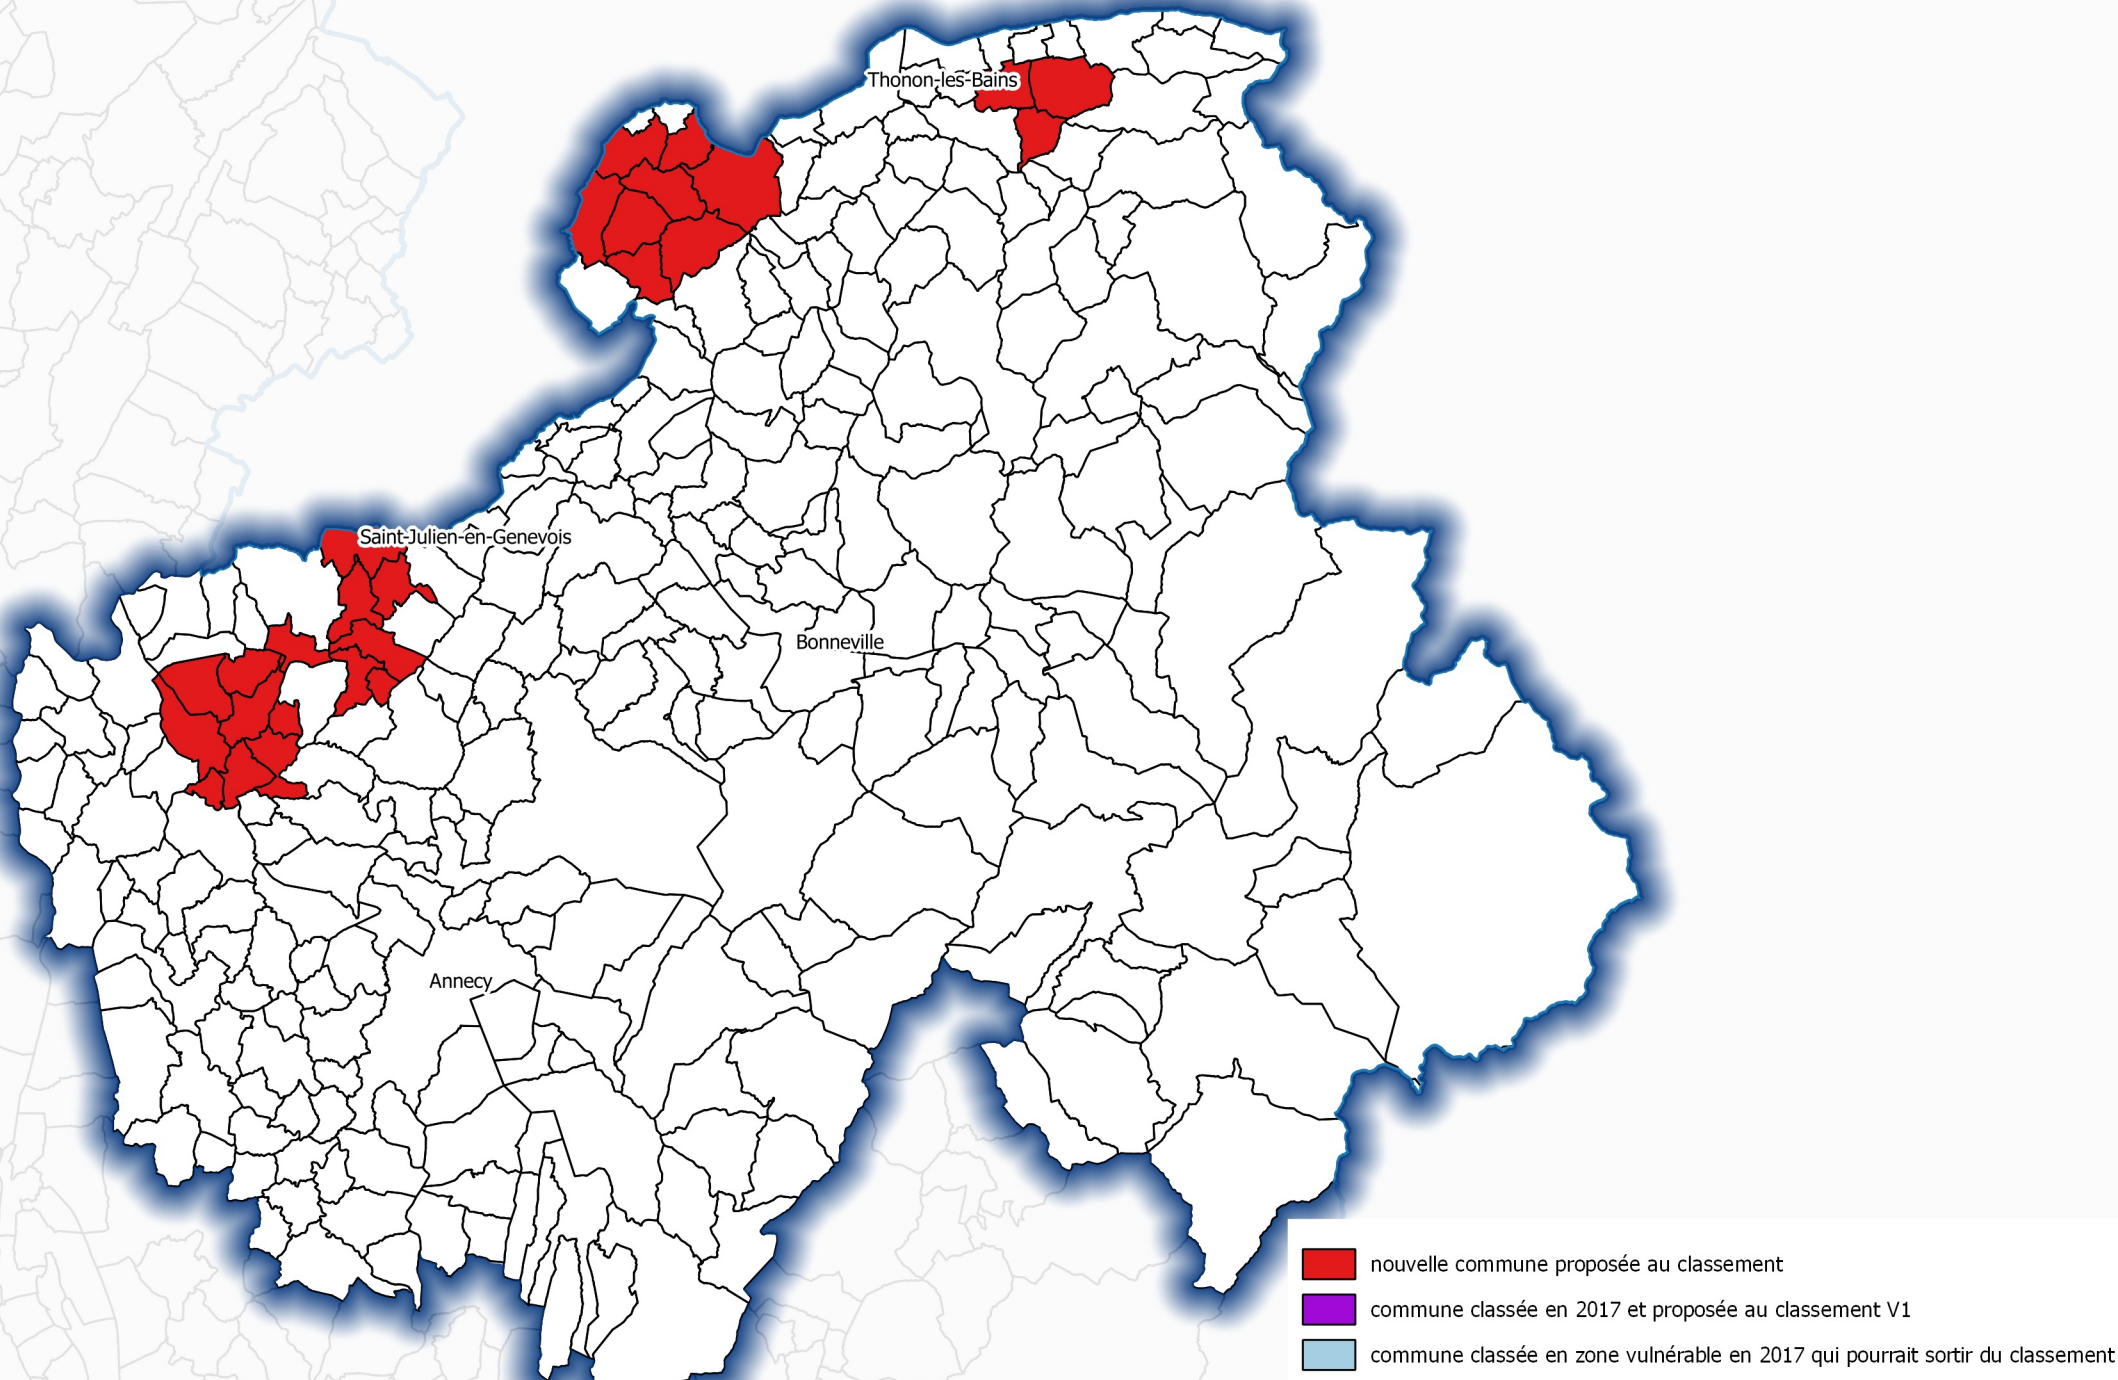 Thonon-les-Bains
Saint-Julien-en-Genevois
Bonneville
Annecy
nouvelle commune proposée au classement
commune classée en 2017 et proposée au classement V1
commune classée en zone vulnérable en 2017 qui pourrait sortir du classement